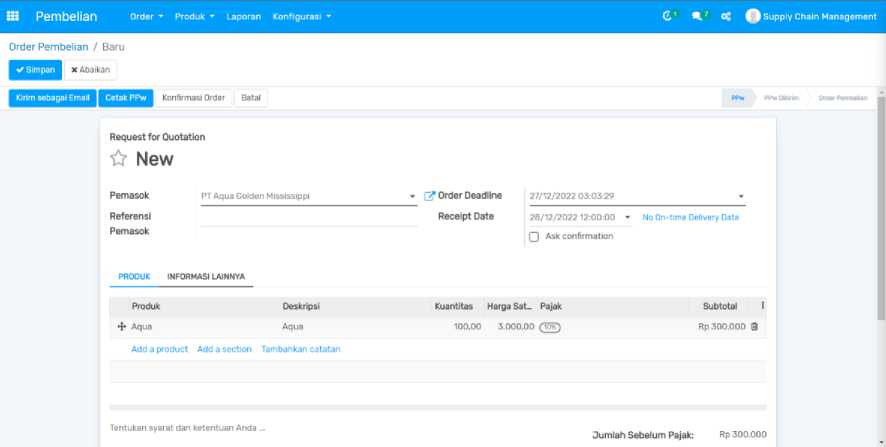 Pembelian Order Produk Laporan Konfigurasi 1 7 Supply Chain Management
Order Pembelian / Baru
Simpan Abaikan
Kirim sebagai Email Cetak PPw Konfirmasi Order Batal PPw PPw Dikirim Order Pembelian
Request for Quotation
New
Pemasok PT Aqua Golden Mississippi Order Deadline 27/12/2022 03:03:29
Referensi Pemasok Receipt Date 28/12/2022 12:00:00 No On-time Delivery Data
Ask confirmation
PRODUK INFORMASI LAINNYA
Produk Deskripsi Kuantitas Harga Sat... Pajak Subtotal
Aqua Aqua 100,00 3.000,00 10% Rp 300.000
Add a product Add a section Tambahkan catatan
Tentukan syarat dan ketentuan Anda ...
Jumlah Sebelum Pajak: Rp 300.000